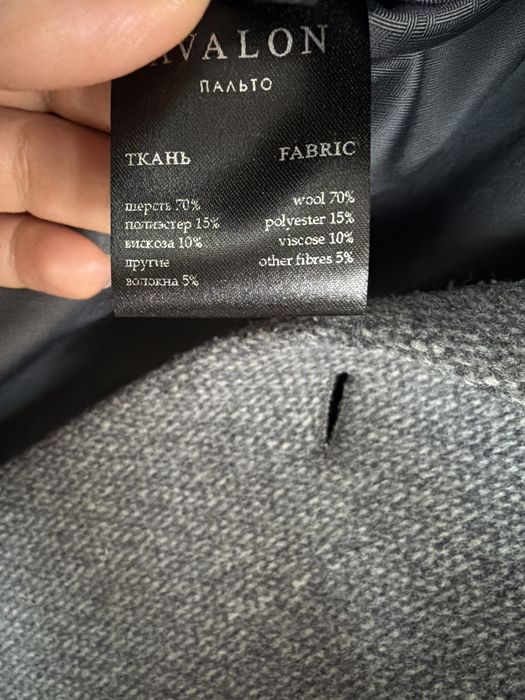 AVALON
ПАЛЬТО
ТКАНЬ FABRIC
шерсть 70% wool 70%
полиэстер 15% polyester 15%
вискоза 10% viscose 10%
другие other fibres 5%
волокна 5%